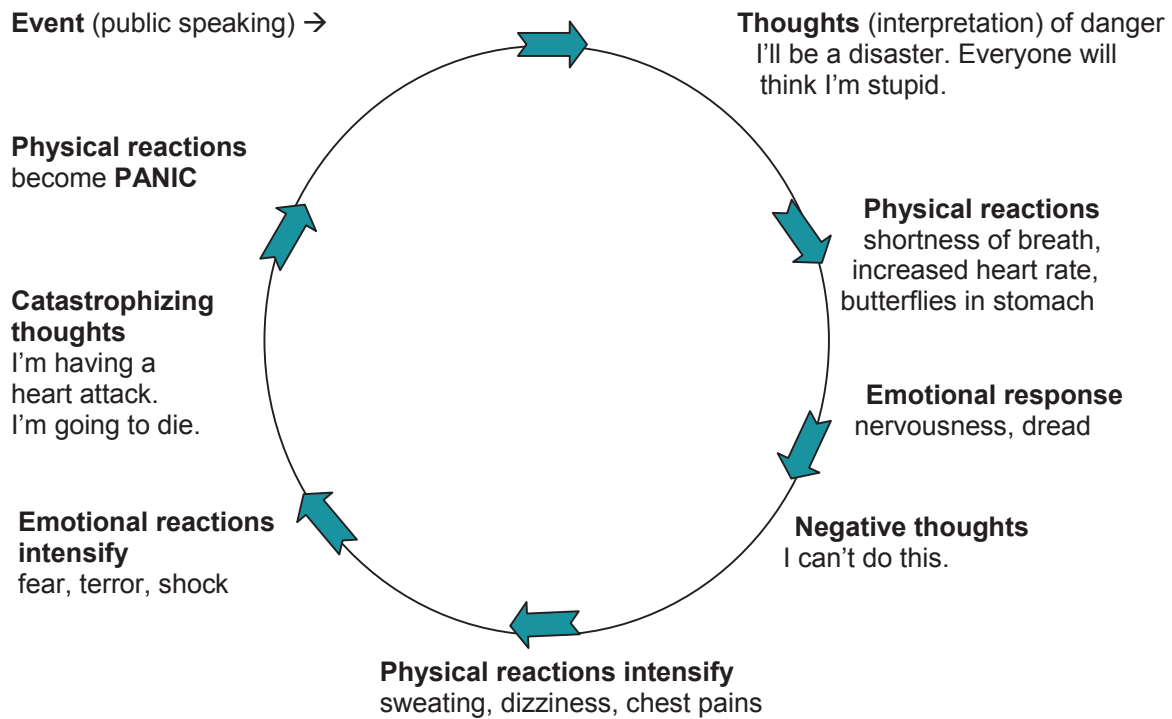 Event (public speaking) →
Thoughts (interpretation) of danger
I'll be a disaster. Everyone will
think I'm stupid.
Physical reactions
shortness of breath,
increased heart rate,
butterflies in stomach
Emotional response
nervousness, dread
Negative thoughts
I can't do this.
Physical reactions intensify
sweating, dizziness, chest pains
Emotional reactions
intensify
fear, terror, shock
Catastrophizing
thoughts
I'm having a
heart attack.
I'm going to die.
Physical reactions
become PANIC